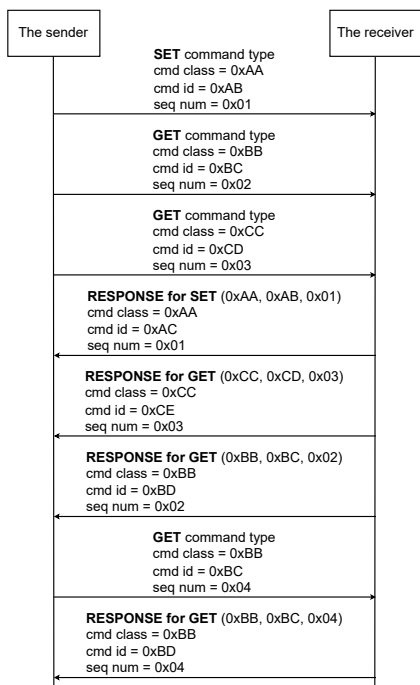 The sender
The receiver
SET command type
cmd class = 0xAA
cmd id = 0xAB
seq num = 0x01
GET command type
cmd class = 0xBB
cmd id = 0xBC
seq num = 0x02
GET command type
cmd class = 0xCC
cmd id = 0xCD
seq num = 0x03
RESPONSE for SET (0xAA, 0xAB, 0x01)
cmd class = 0xAA
cmd id = 0xAC
seq num = 0x01
RESPONSE for GET (0xCC, 0xCD, 0x03)
cmd class = 0xCC
cmd id = 0xCE
seq num = 0x03
RESPONSE for GET (0xBB, 0xBC, 0x02)
cmd class = 0xBB
cmd id = 0xBD
seq num = 0x02
GET command type
cmd class = 0xBB
cmd id = 0xBC
seq num = 0x04
RESPONSE for GET (0xBB, 0xBC, 0x04)
cmd class = 0xBB
cmd id = 0xBD
seq num = 0x04